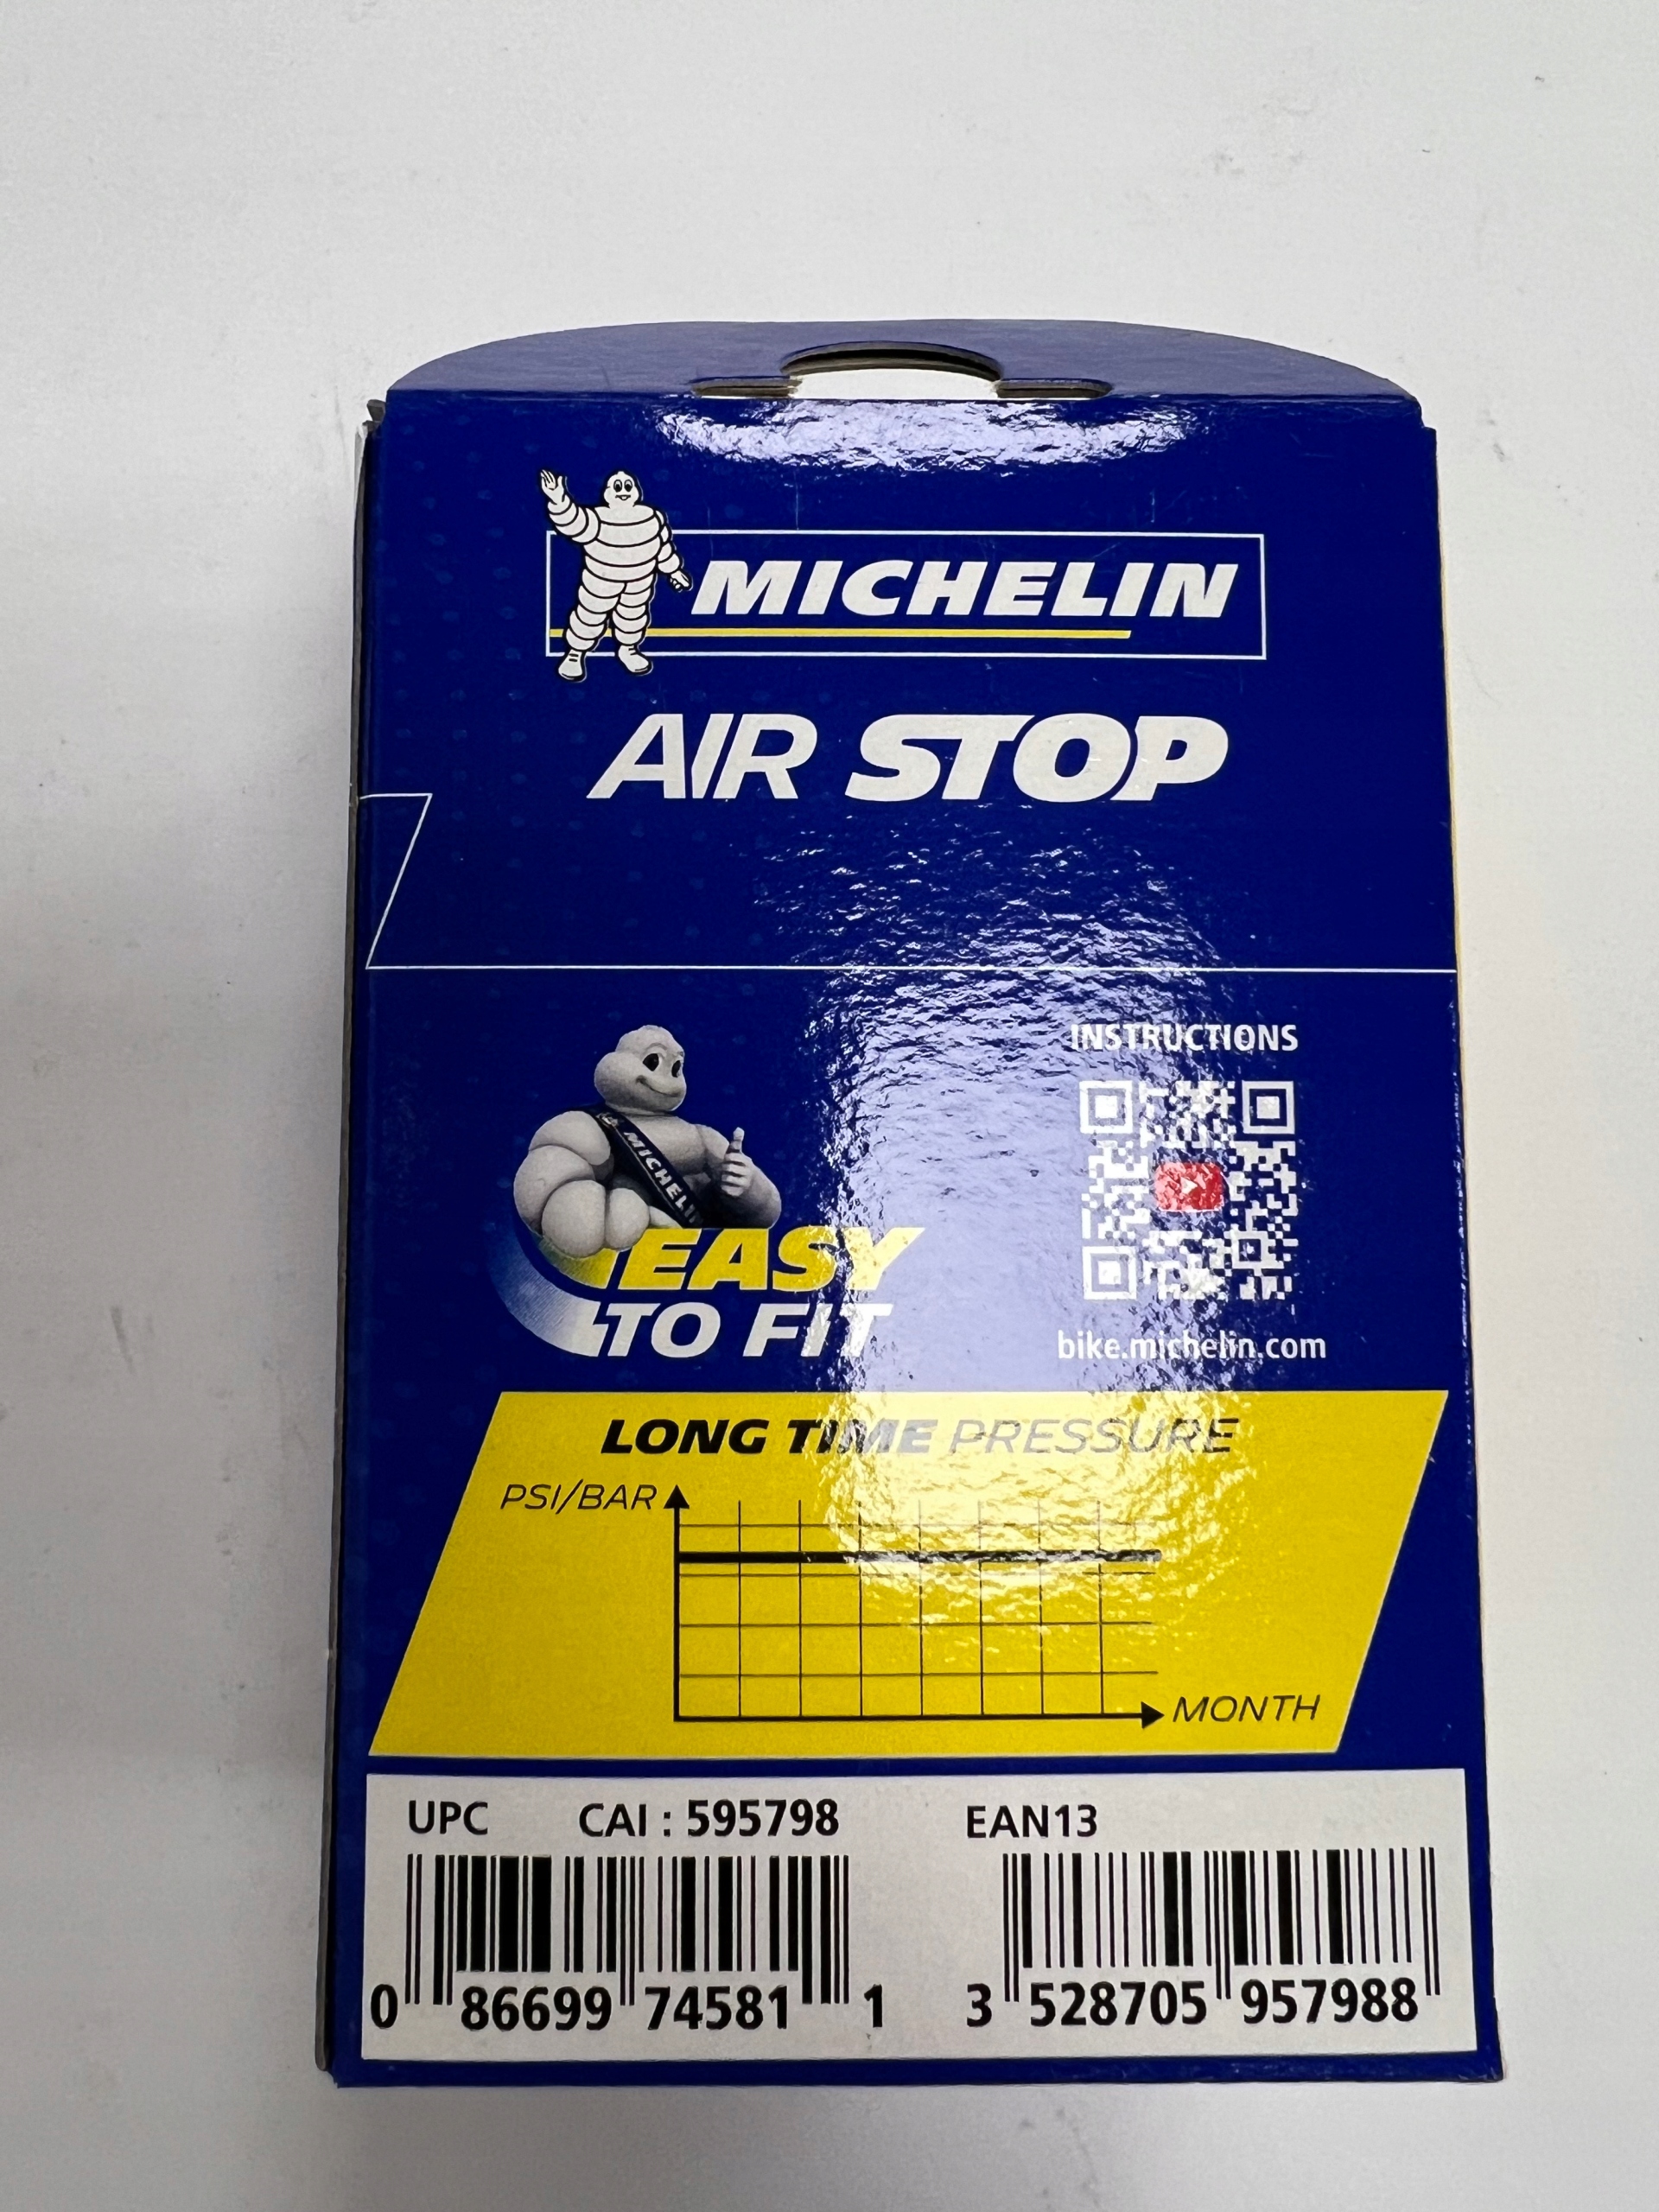 MICHELIN
AIR STOP
INSTRUCTIONS
MICHELIN
EASY
TO FIT
bike.michelin.com
LONG TIME PRESSURE
PSI/BAR
MONTH
UPC CAI : 595798 EAN13
0 86699 74581 1 3 528705 957988